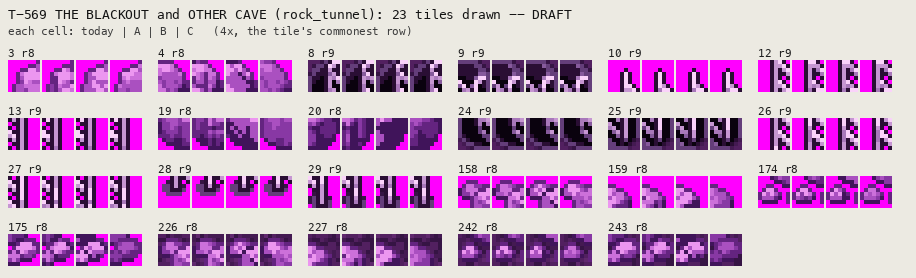 T-569 THE BLACKOUT and OTHER CAVE (rock_tunnel): 23 tiles drawn -- DRAFT
each cell: today | A | B | C  (4x, the tile's commonest row)
3 r8 4 r8 8 r9 9 r9 10 r9 12 r9
13 r9 19 r8 20 r8 24 r9 25 r9 26 r9
27 r9 28 r9 29 r9 158 r8 159 r8 174 r8
175 r8 226 r8 227 r8 242 r8 243 r8